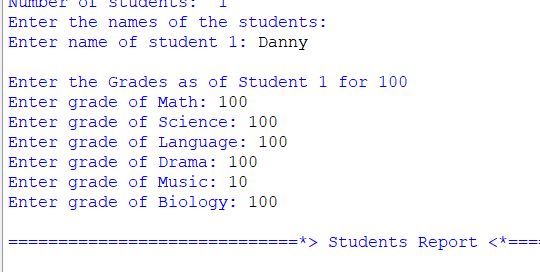 Number of students:  1
Enter the names of the students:
Enter name of student 1: Danny
Enter the Grades as of Student 1 for 100
Enter grade of Math: 100
Enter grade of Science: 100
Enter grade of Language: 100
Enter grade of Drama: 100
Enter grade of Music: 10
Enter grade of Biology: 100
=============================*> Students Report <*====